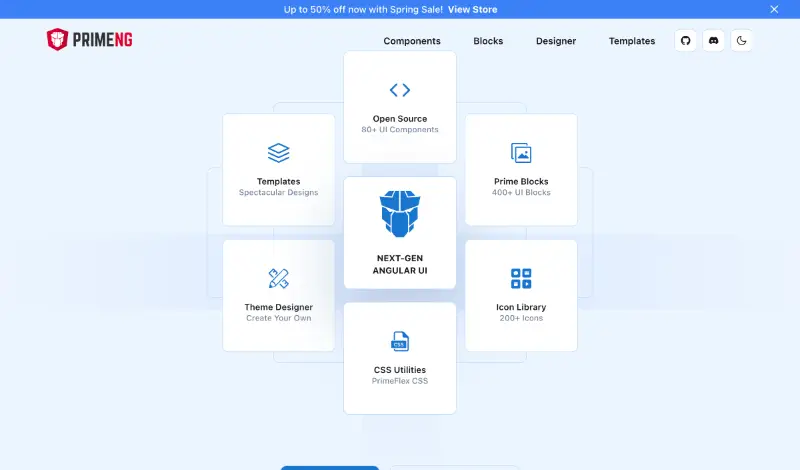 Up to 50% off now with Spring Sale! View Store
PRIMENG
Components
Blocks
Designer
Templates
Open Source
80+ UI Components
Templates
Spectacular Designs
Prime Blocks
400+ UI Blocks
NEXT-GEN
ANGULAR UI
Theme Designer
Create Your Own
Icon Library
200+ Icons
CSS
CSS Utilities
PrimeFlex CSS